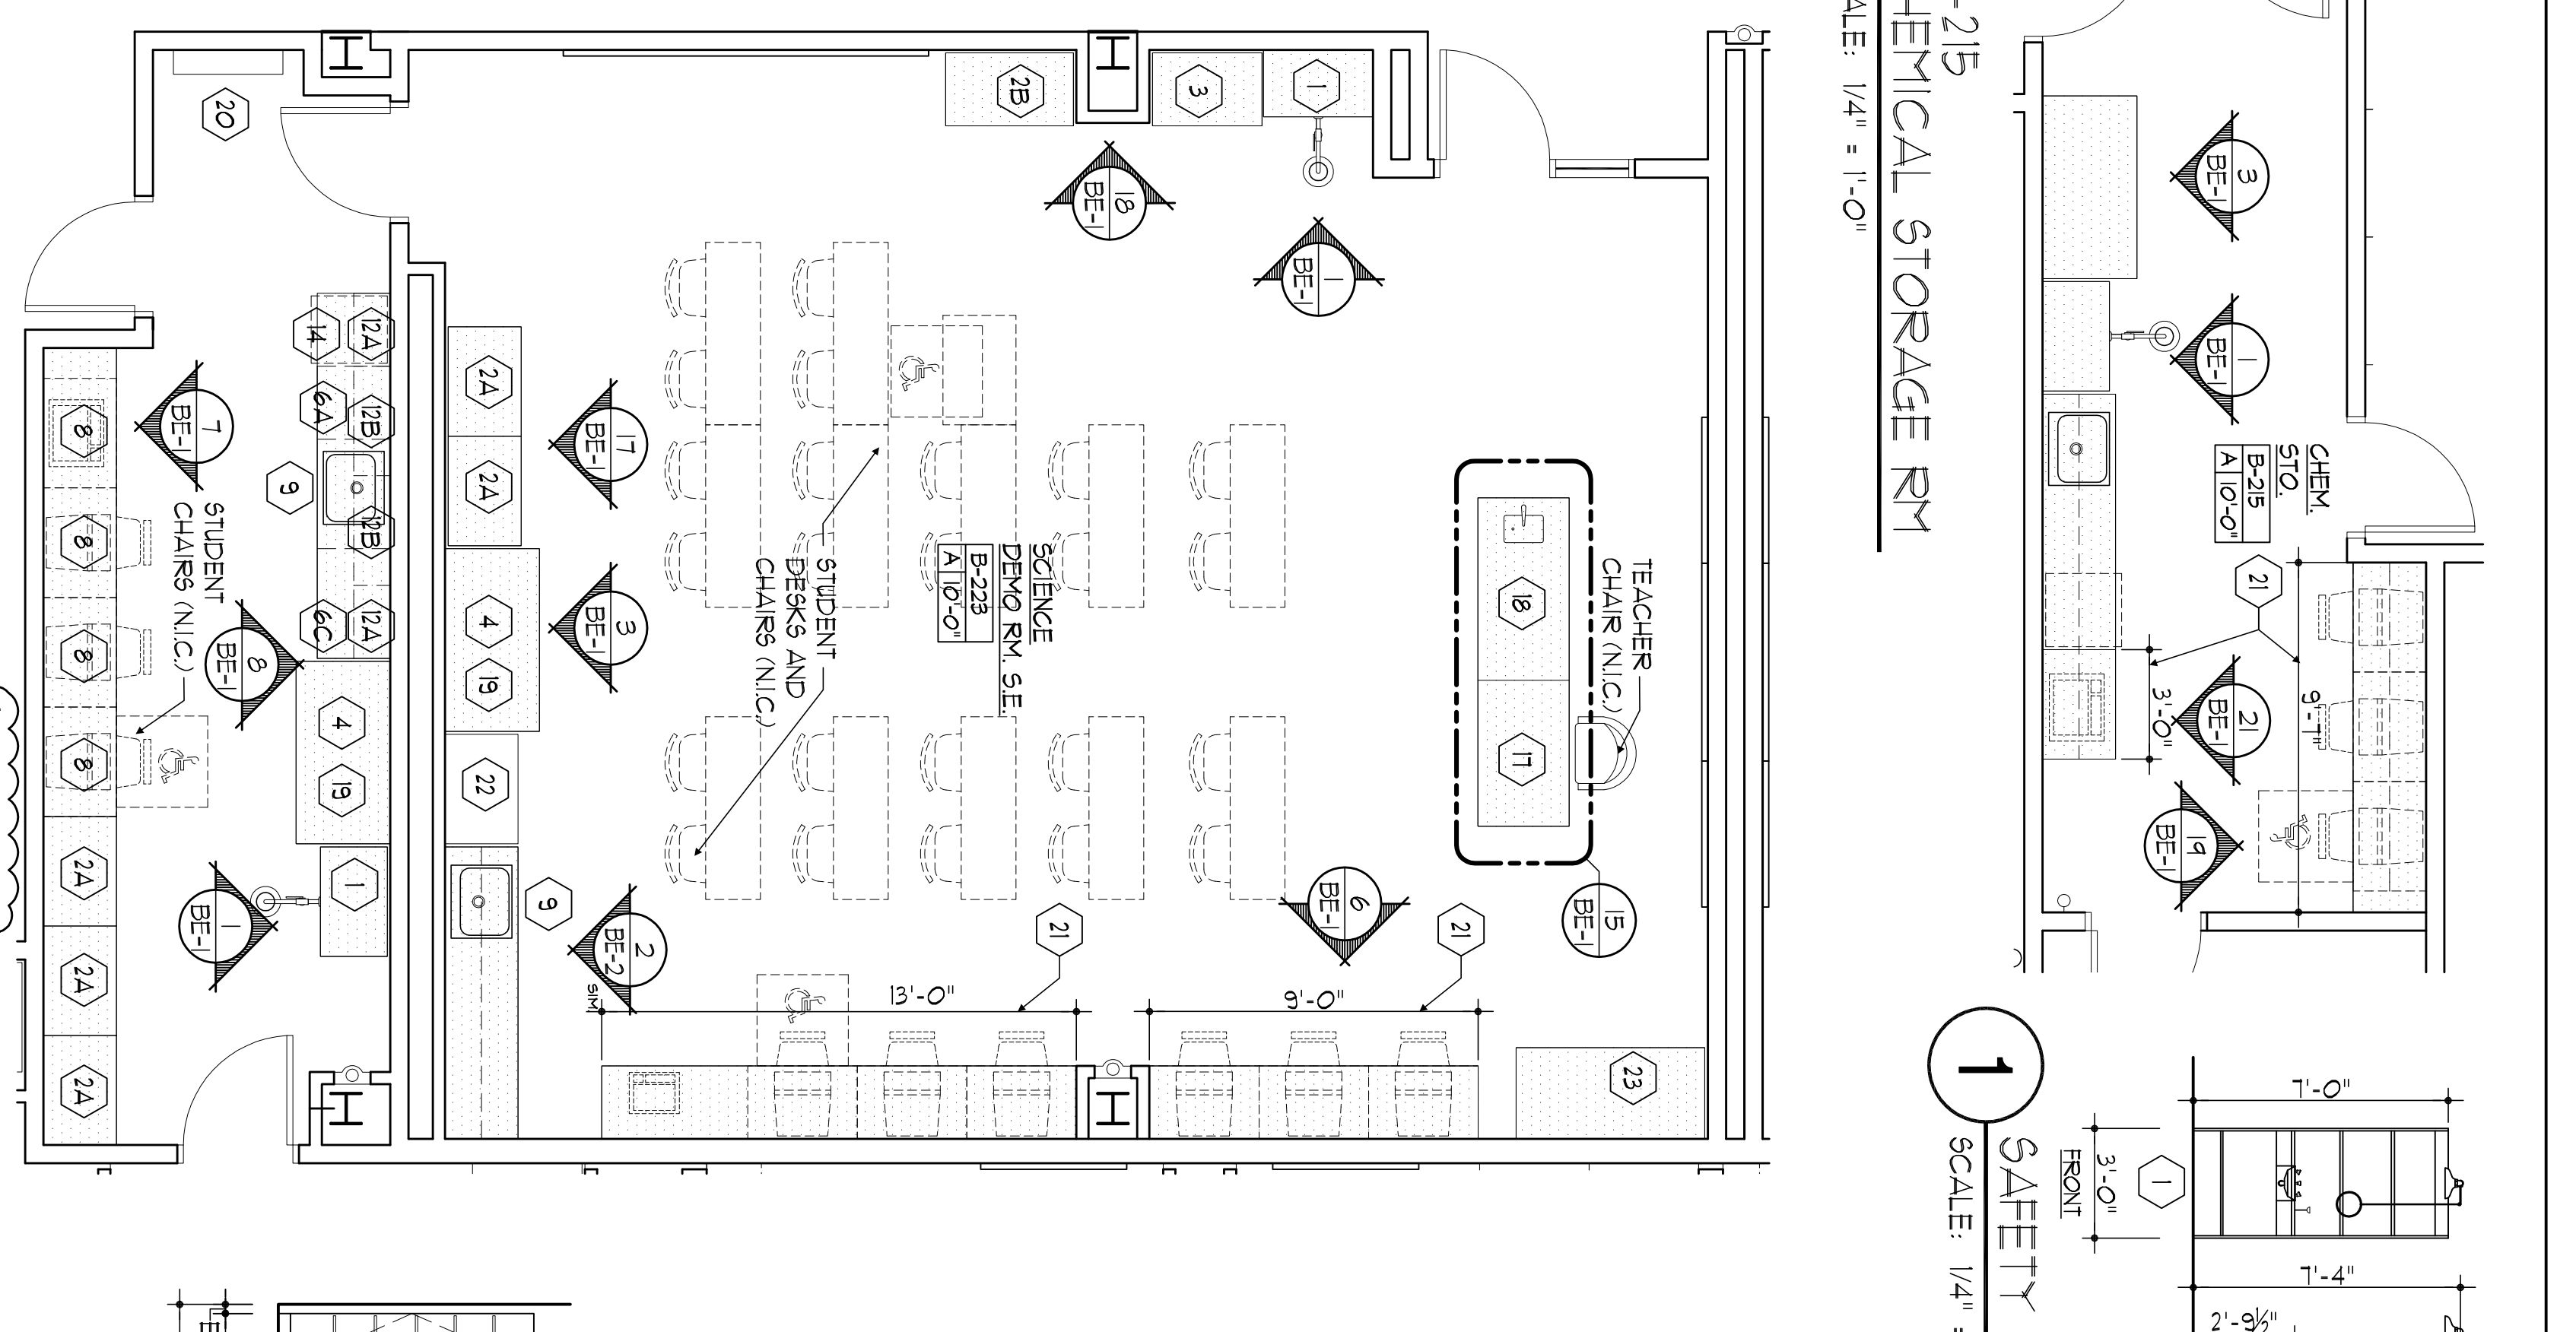 -215
HEMICAL STORAGE RM
ALE: 1/4" = 1'-0"
3
BE-1
1
BE-1
CHEM.
STO.
B-215
A 10'-0"
21
3'-0"
9'-1"
21
BE-1
19
BE-1
20
2B
3
1
18
BE-1
1
BE-1
14
12A
6A
12B
9
12B
6C
12A
4
19
1
8
8
8
8
2A
2A
2A
7
BE-1
STUDENT
CHAIRS (N.I.C.)
8
BE-1
1
BE-1
2A
2A
4
19
22
9
17
BE-1
3
BE-1
2
BE-2
SIM
SCIENCE
DEMO RM. S.E.
B-223
A 10'-0"
STUDENT
DESKS AND
CHAIRS (N.I.C.)
TEACHER
CHAIR (N.I.C.)
18
17
15
BE-1
6
BE-1
21
21
13'-0"
9'-0"
23
1
SAFETY
SCALE: 1/4" =
7'-0"
3'-0"
FRONT
1
7'-4"
2'-9½"